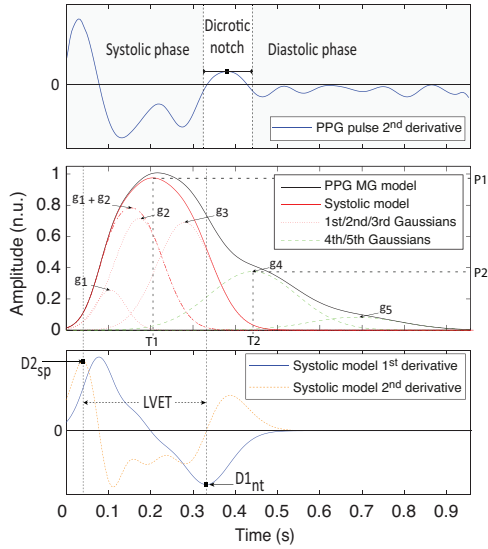 Systolic phase
Dicrotic
notch
Diastolic phase
0
PPG pulse 2nd derivative
Amplitude (n.u.)
1
0.8
0.6
0.4
0.2
0
g1 + g2
g2
g3
g1
g4
g5
PPG MG model
Systolic model
1st/2nd/3rd Gaussians
4th/5th Gaussians
P1
P2
T1
T2
D2sp
LVET
D1nt
Systolic model 1st derivative
Systolic model 2nd derivative
0
0 0.1 0.2 0.3 0.4 0.5 0.6 0.7 0.8 0.9
Time (s)